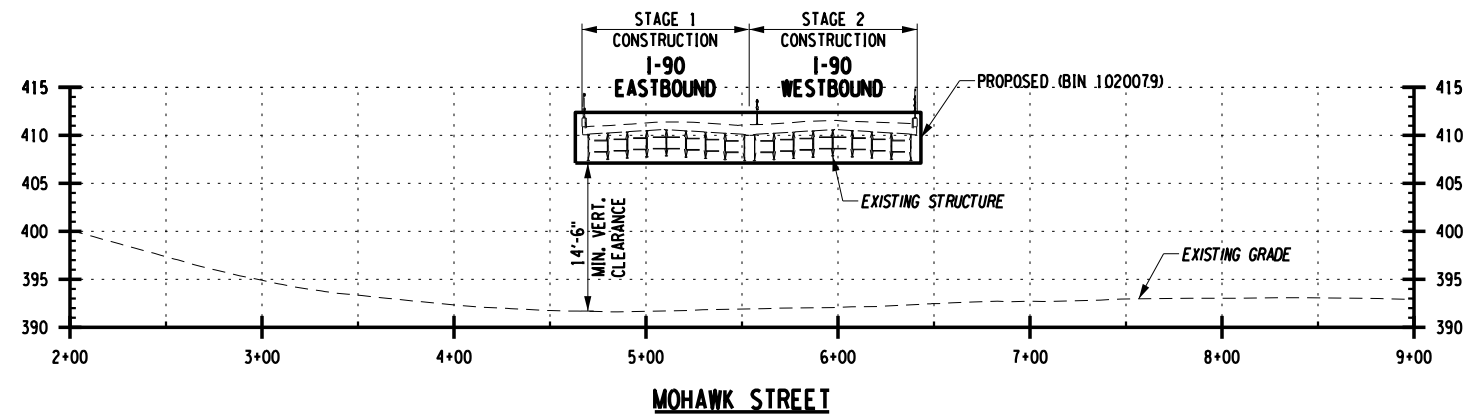 STAGE 1
CONSTRUCTION
STAGE 2
CONSTRUCTION
I-90
EASTBOUND
I-90
WESTBOUND
PROPOSED (BIN 1020079)
415
410
405
400
395
390
415
410
405
400
395
390
EXISTING STRUCTURE
14'-6"
MIN. VERT.
CLEARANCE
EXISTING GRADE
2+00 3+00 4+00 5+00 6+00 7+00 8+00 9+00
MOHAWK STREET